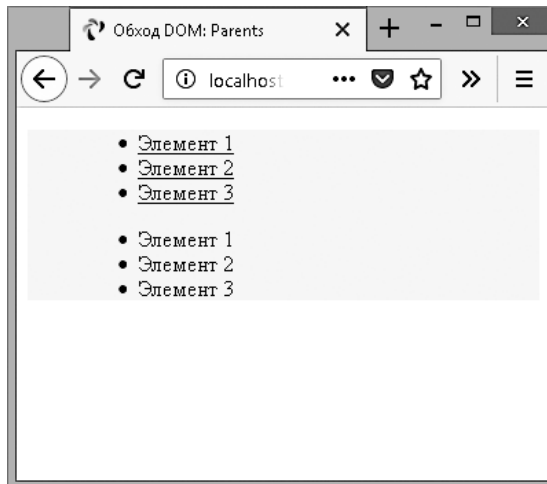 Обход DOM: Parents
localhost
Элемент 1
Элемент 2
Элемент 3
Элемент 1
Элемент 2
Элемент 3